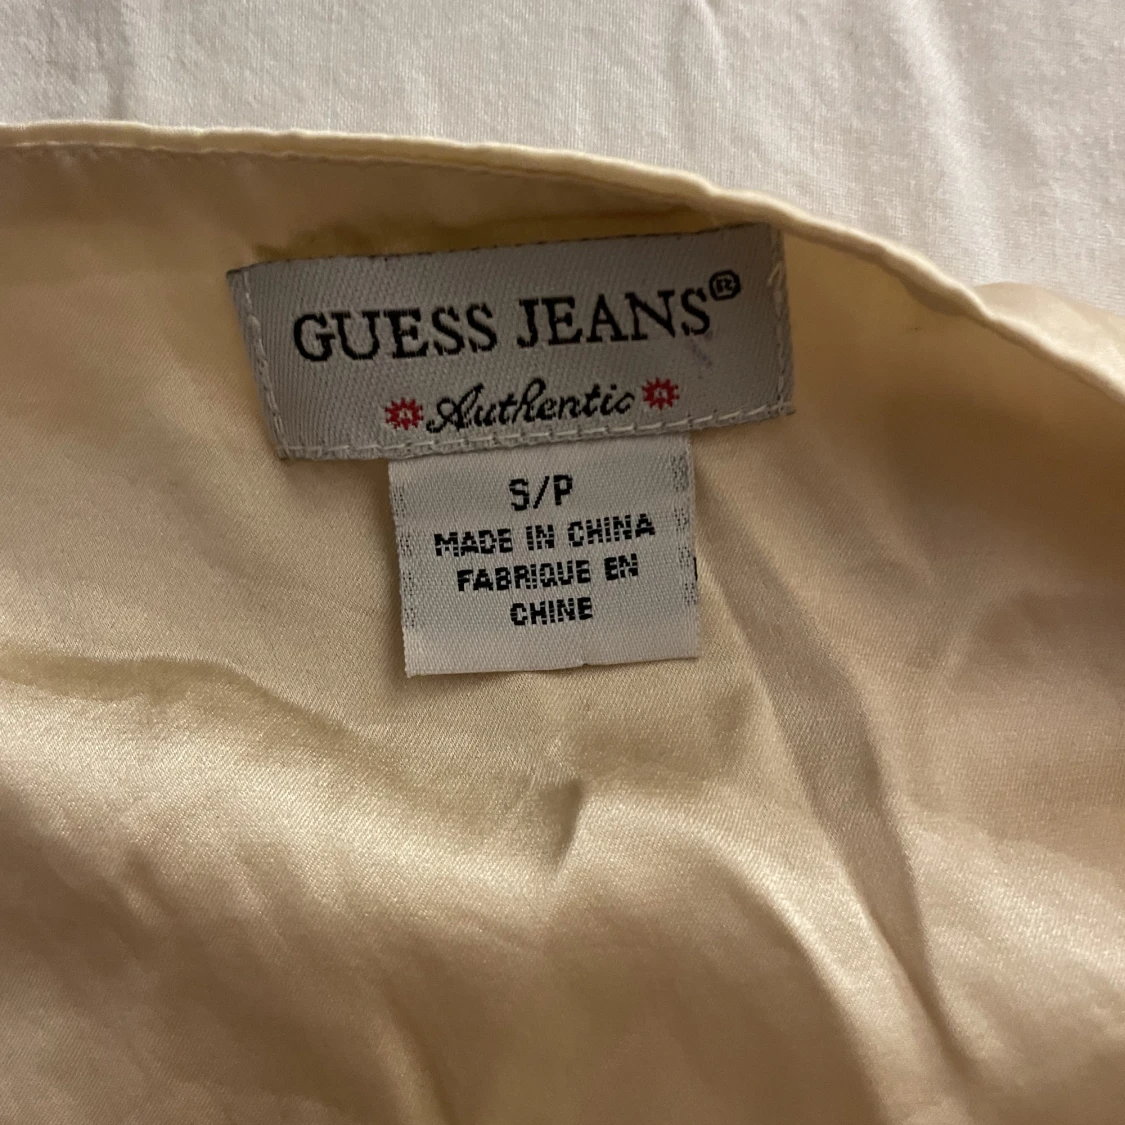 GUESS JEANS®
Authentic
S/P
MADE IN CHINA
FABRIQUE EN
CHINE